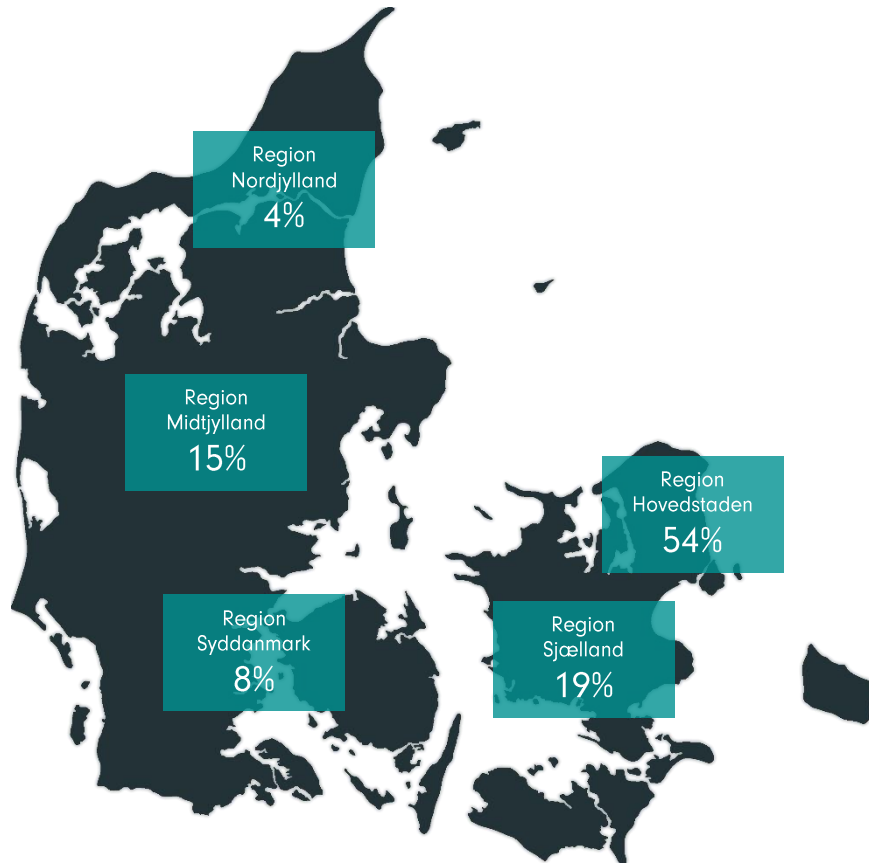 Region
Nordjylland
4%
Region
Midtjylland
15%
Region
Hovedstaden
54%
Region
Syddanmark
8%
Region
Sjælland
19%